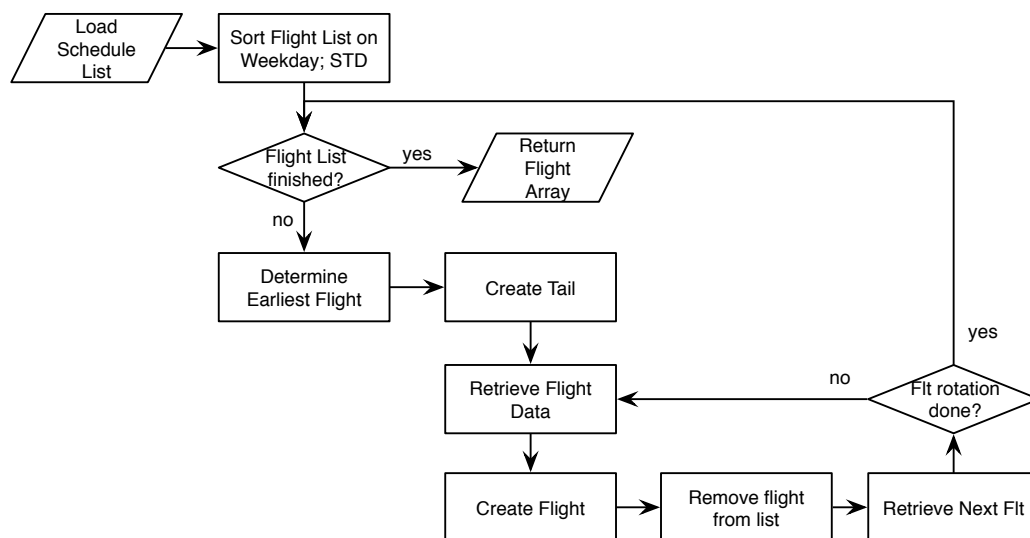 Load
Schedule
List
Sort Flight List on
Weekday; STD
Flight List
finished?
yes
Return
Flight
Array
no
Determine
Earliest Flight
Create Tail
yes
Retrieve Flight
Data
no
Flt rotation
done?
Create Flight
Remove flight
from list
Retrieve Next Flt